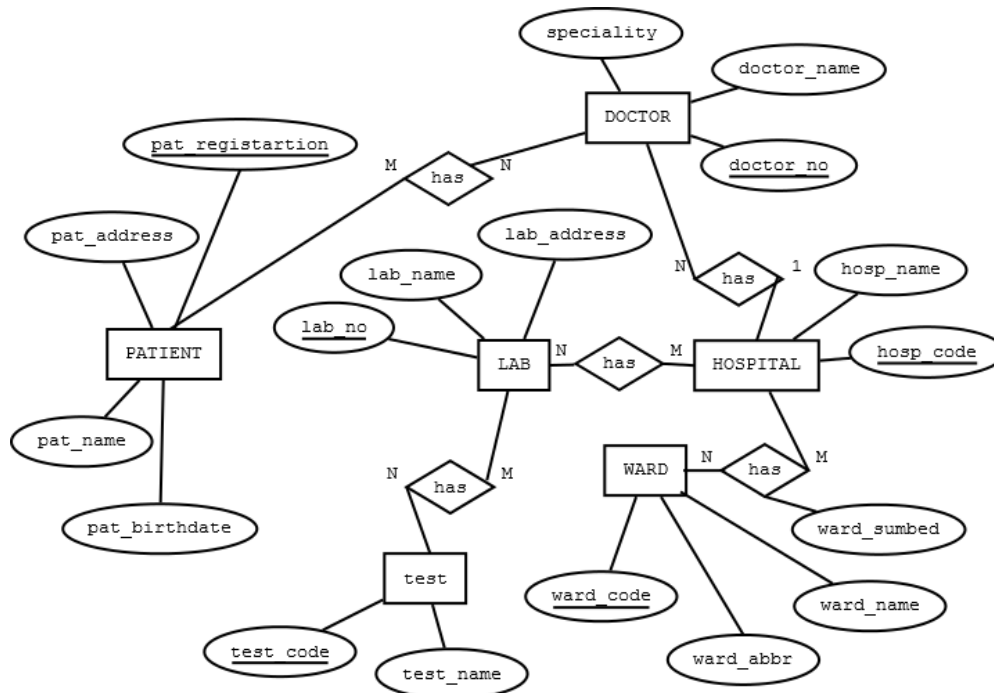 speciality
doctor_name
DOCTOR
pat_registartion
doctor_no
M
has
N
pat_address
lab_address
lab_name
N
has
1
hosp_name
lab_no
PATIENT
LAB
N
has
M
HOSPITAL
hosp_code
pat_name
N
has
M
WARD
N
has
M
pat_birthdate
ward_sumbed
test
ward_code
ward_name
test_code
ward_abbr
test_name